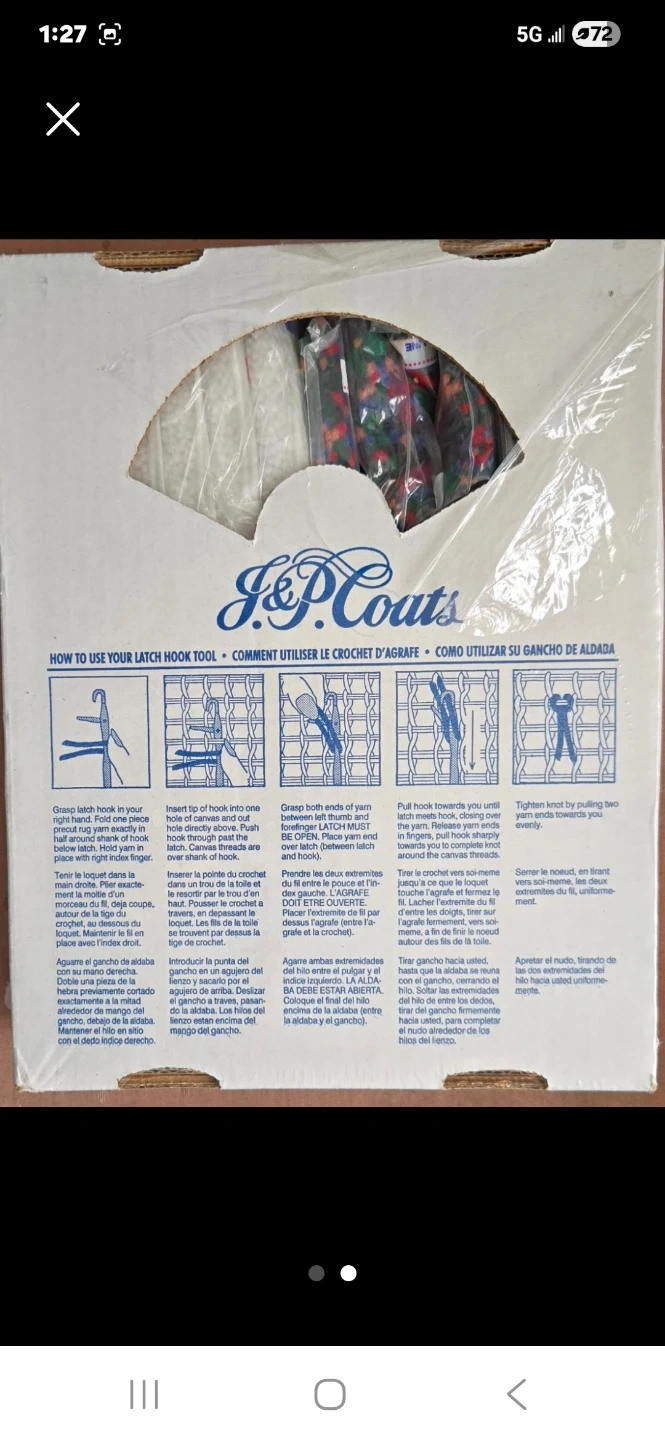 1:27
5G 72
J.&P. Coats
HOW TO USE YOUR LATCH HOOK TOOL • COMMENT UTILISER LE CROCHET D'AGRAFE • COMO UTILIZAR SU GANCHO DE ALDABA
Grasp latch hook in your
right hand. Fold one piece
precut rug yarn exactly in
half around shank of hook
below latch. Hold yarn in
place with right index finger.
Tenir le loquet dans la
main droite. Plier exacte-
ment la moitie d'un
morceau du fil, deja coupe,
autour de la tige du
crochet, au dessous du
loquet. Maintenir le fil en
place avec l'index droit.
Aguarre el gancho de aldaba
con su mano derecha.
Doble una pieza de la
hebra previamente cortado
exactamente a la mitad
alrededor de mango del
gancho, debajo de la aldaba.
Mantener el hilo en sitio
con el dedo indice derecho.
Insert tip of hook into one
hole of canvas and out
hole directly above. Push
hook through past the
latch. Canvas threads are
over shank of hook.
Inserer la pointe du crochet
dans un trou de la toile et
le resortir par le trou d'en
haut. Pousser le crochet a
travers, en depassant le
loquet. Les fils de la toile
se trouvent par dessus la
tige de crochet.
Introducir la punta del
gancho en un agujero del
lienzo y sacarlo por el
agujero de arriba. Deslizar
el gancho a traves, pasan-
do la aldaba. Los hilos del
lienzo estan encima del
mango del gancho.
Grasp both ends of yarn
between left thumb and
forefinger LATCH MUST
BE OPEN. Place yarn end
over latch (between latch
and hook).
Prendre les deux extremites
du fil entre le pouce et l'in-
dex gauche. L'AGRAFE
DOIT ETRE OUVERTE.
Placer l'extremite de fil par
dessus l'agrafe (entre l'a-
grafe et la crochet).
Agarre ambas extremidades
del hilo entre el pulgar y el
indice izquierdo. LA ALDA-
BA DEBE ESTAR ABIERTA.
Coloque el final del hilo
encima de la aldaba (entre
la aldaba y el gancho).
Pull hook towards you until
latch meets hook, closing over
the yarn. Release yarn ends
in fingers, pull hook sharply
towards you to complete knot
around the canvas threads.
Tirer le crochet vers soi-meme
jusqu'a ce que le loquet
touche l'agrafe et fermez le
fil. Lacher l'extremite du fil
d'entre les doigts, tirer sur
l'agrafe fermement, vers soi-
meme, a fin de finir le noeud
autour des fils de la toile.
Tirar gancho hacia usted,
hasta que la aldaba se reuna
con el gancho, cerrando el
hilo. Soltar las extremidades
del hilo de entre los dedos,
tirar del gancho firmemente
hacia usted, para completar
el nudo alrededor de los
hilos del lienzo.
Tighten knot by pulling two
yarn ends towards you
evenly.
Serrer le noeud, en tirant
vers soi-meme, les deux
extremites du fil, uniforme-
ment.
Apretar el nudo, tirando de
las dos extremidades del
hilo hacia usted uniforme-
mente.